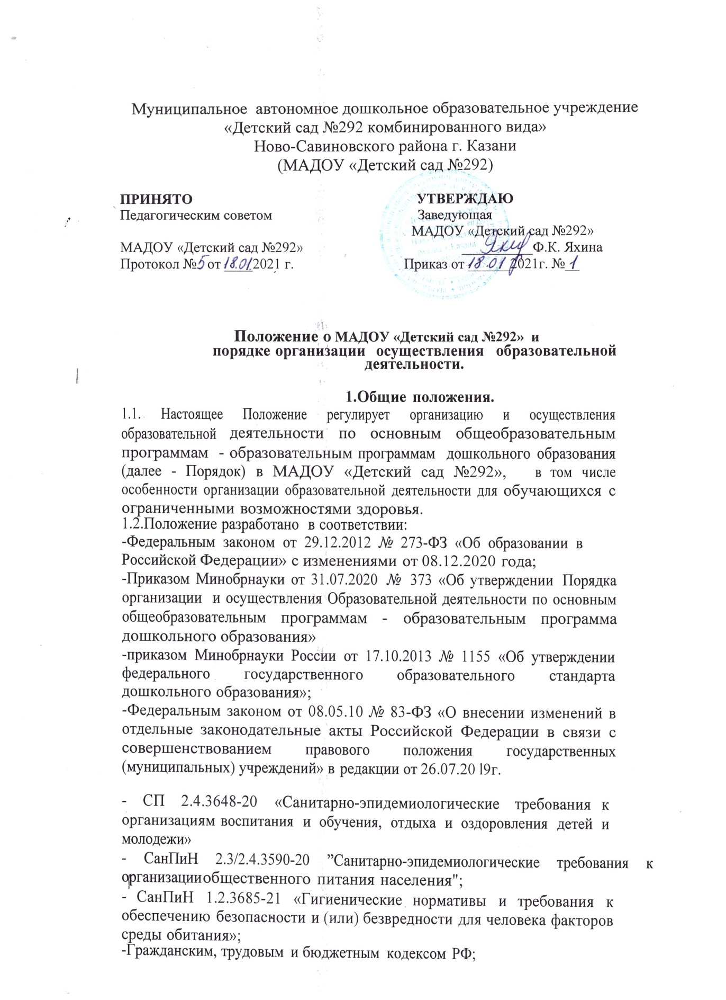 Муниципальное автономное дошкольное образовательное учреждение
«Детский сад №292 комбинированного вида»
Ново-Савиновского района г. Казани
(МАДОУ «Детский сад №292)
ПРИНЯТО
Педагогическим советом
МАДОУ «Детский сад №292»
Протокол №5 от 18.01.2021 г.
УТВЕРЖДАЮ
Заведующая
МАДОУ «Детский сад №292»
Ф.К. Яхина
Приказ от 18.01 2021г. № 1
Положение о МАДОУ «Детский сад №292» и
порядке организации осуществления образовательной
деятельности.
1.Общие положения.
1.1. Настоящее Положение регулирует организацию и осуществления
образовательной деятельности по основным общеобразовательным
программам - образовательным программам дошкольного образования
(далее - Порядок) в МАДОУ «Детский сад №292», в том числе
особенности организации образовательной деятельности для обучающихся с
ограниченными возможностями здоровья.
1.2.Положение разработано в соответствии:
-Федеральным законом от 29.12.2012 № 273-ФЗ «Об образовании в
Российской Федерации» с изменениями от 08.12.2020 года;
-Приказом Минобрнауки от 31.07.2020 № 373 «Об утверждении Порядка
организации и осуществления Образовательной деятельности по основным
общеобразовательным программам - образовательным программа
дошкольного образования»
-приказом Минобрнауки России от 17.10.2013 № 1155 «Об утверждении
федерального государственного образовательного стандарта
дошкольного образования»;
-Федеральным законом от 08.05.10 № 83-ФЗ «О внесении изменений в
отдельные законодательные акты Российской Федерации в связи с
совершенствованием правового положения государственных
(муниципальных) учреждений» в редакции от 26.07.20 l9г.
- СП 2.4.3648-20 «Санитарно-эпидемиологические требования к
организациям воспитания и обучения, отдыха и оздоровления детей и
молодежи»
- СанПиН 2.3/2.4.3590-20 ”Санитарно-эпидемиологические требования к
организации общественного питания населения";
- СанПиН 1.2.3685-21 «Гигиенические нормативы и требования к
обеспечению безопасности и (или) безвредности для человека факторов
среды обитания»;
-Гражданским, трудовым и бюджетным кодексом РФ;